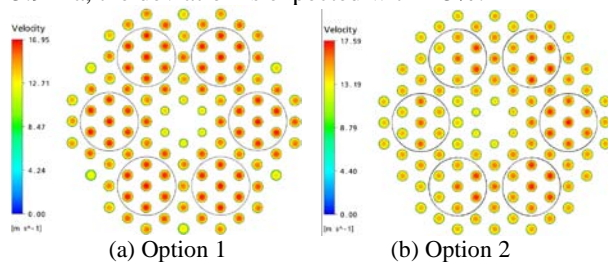 Velocity
16.95
12.71
8.47
4.24
0.00
[m s^-1]
(a) Option 1
Velocity
17.59
13.19
8.79
4.40
0.00
[m s^-1]
(b) Option 2